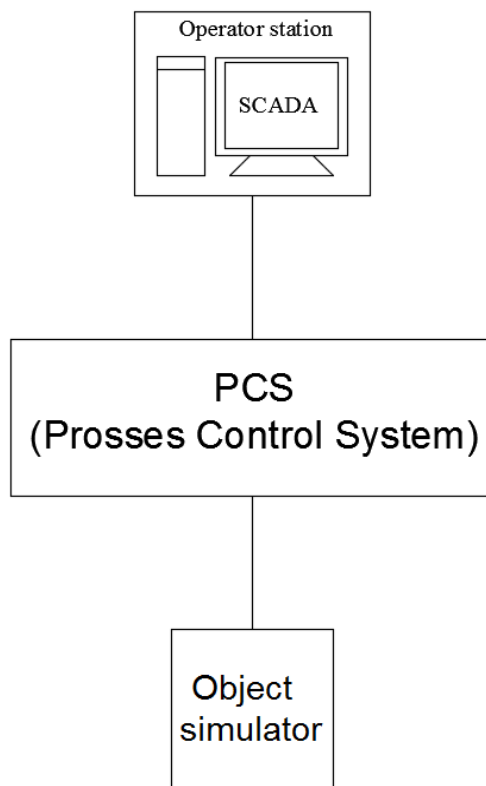 Operator station
SCADA
PCS
(Prosses Control System)
Object
simulator